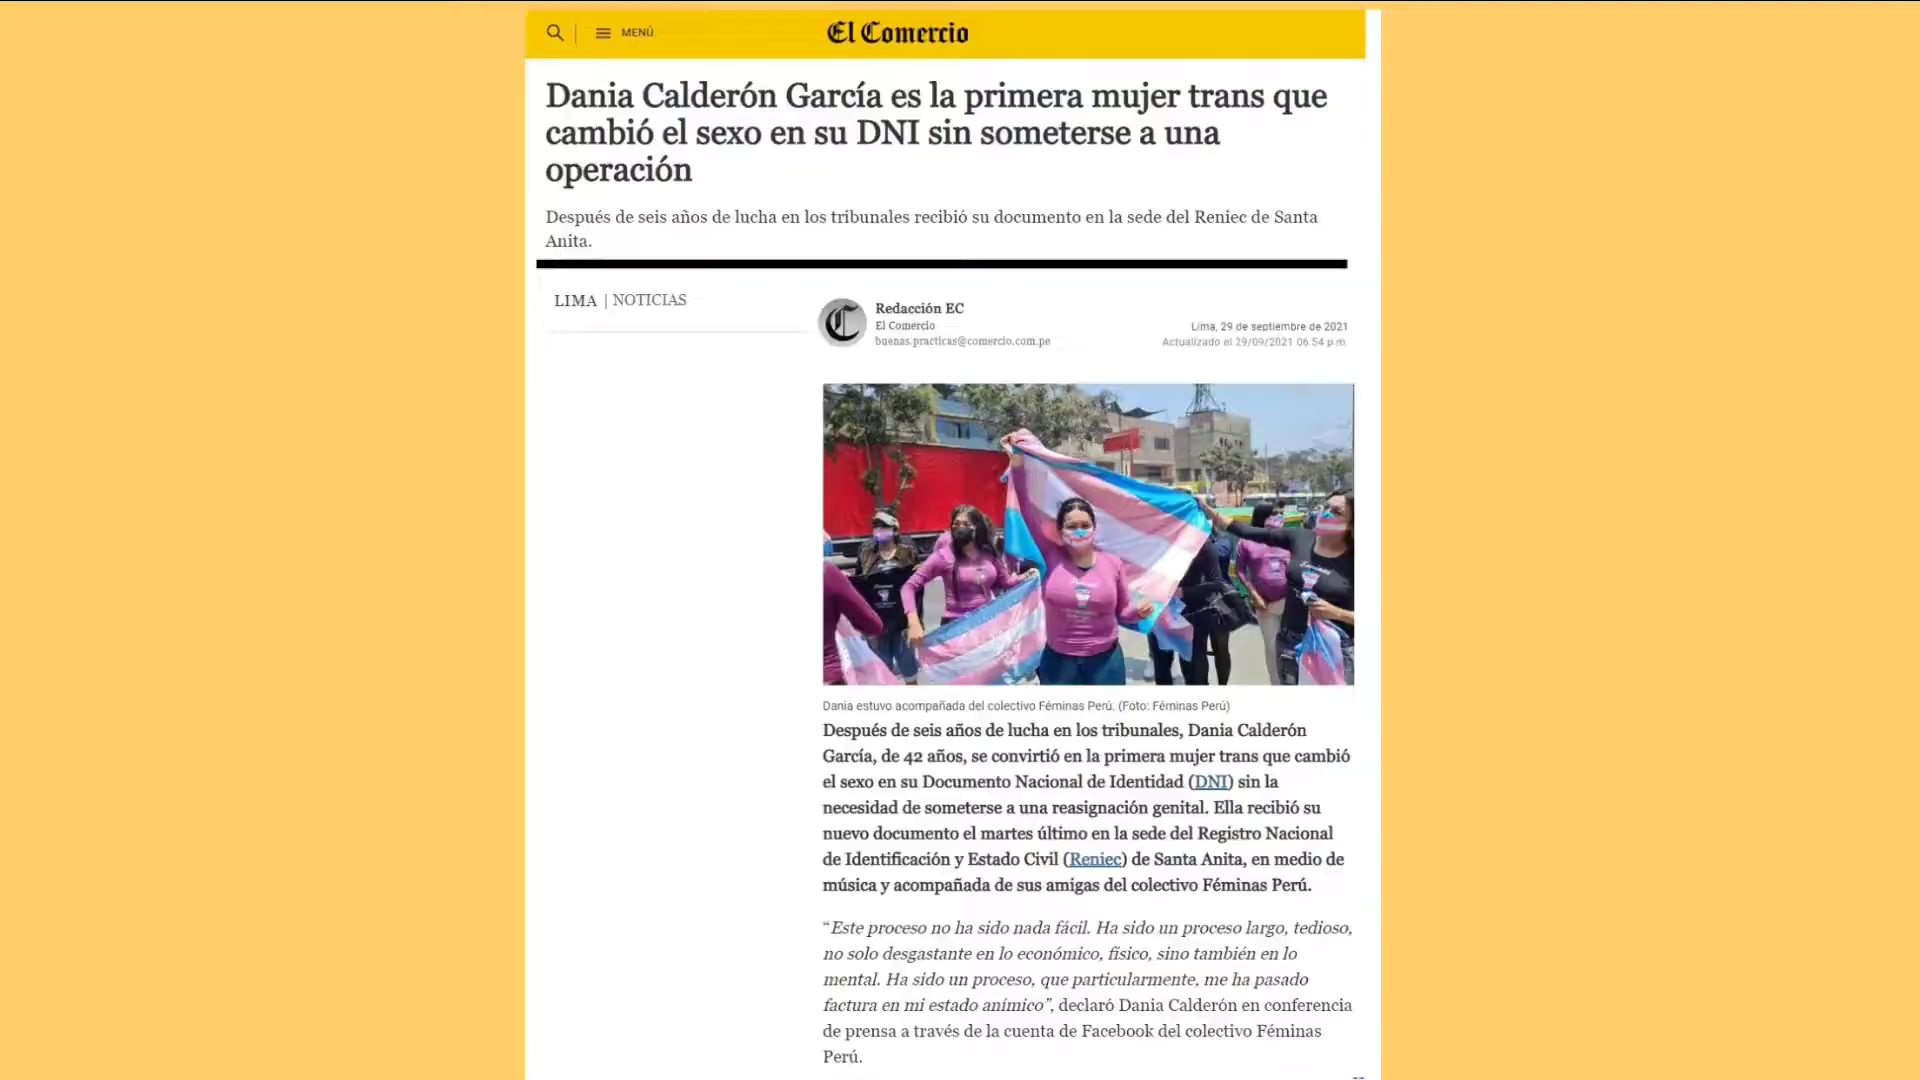 MENÚ
El Comercio
Dania Calderón García es la primera mujer trans que
cambió el sexo en su DNI sin someterse a una
operación
Después de seis años de lucha en los tribunales recibió su documento en la sede del Reniec de Santa
Anita.
LIMA | NOTICIAS
Redacción EC
El Comercio
buenas.practicas@comercio.com.pe
Lima, 29 de septiembre de 2021
Actualizado el 29/09/2021 06:54 p.m.
Dania estuvo acompañada del colectivo Féminas Perú. (Foto: Féminas Perú)
Después de seis años de lucha en los tribunales, Dania Calderón
García, de 42 años, se convirtió en la primera mujer trans que cambió
el sexo en su Documento Nacional de Identidad (DNI) sin la
necesidad de someterse a una reasignación genital. Ella recibió su
nuevo documento el martes último en la sede del Registro Nacional
de Identificación y Estado Civil (Reniec) de Santa Anita, en medio de
música y acompañada de sus amigas del colectivo Féminas Perú.
“Este proceso no ha sido nada fácil. Ha sido un proceso largo, tedioso,
no solo desgastante en lo económico, físico, sino también en lo
mental. Ha sido un proceso, que particularmente, me ha pasado
factura en mi estado anímico”, declaró Dania Calderón en conferencia
de prensa a través de la cuenta de Facebook del colectivo Féminas
Perú.